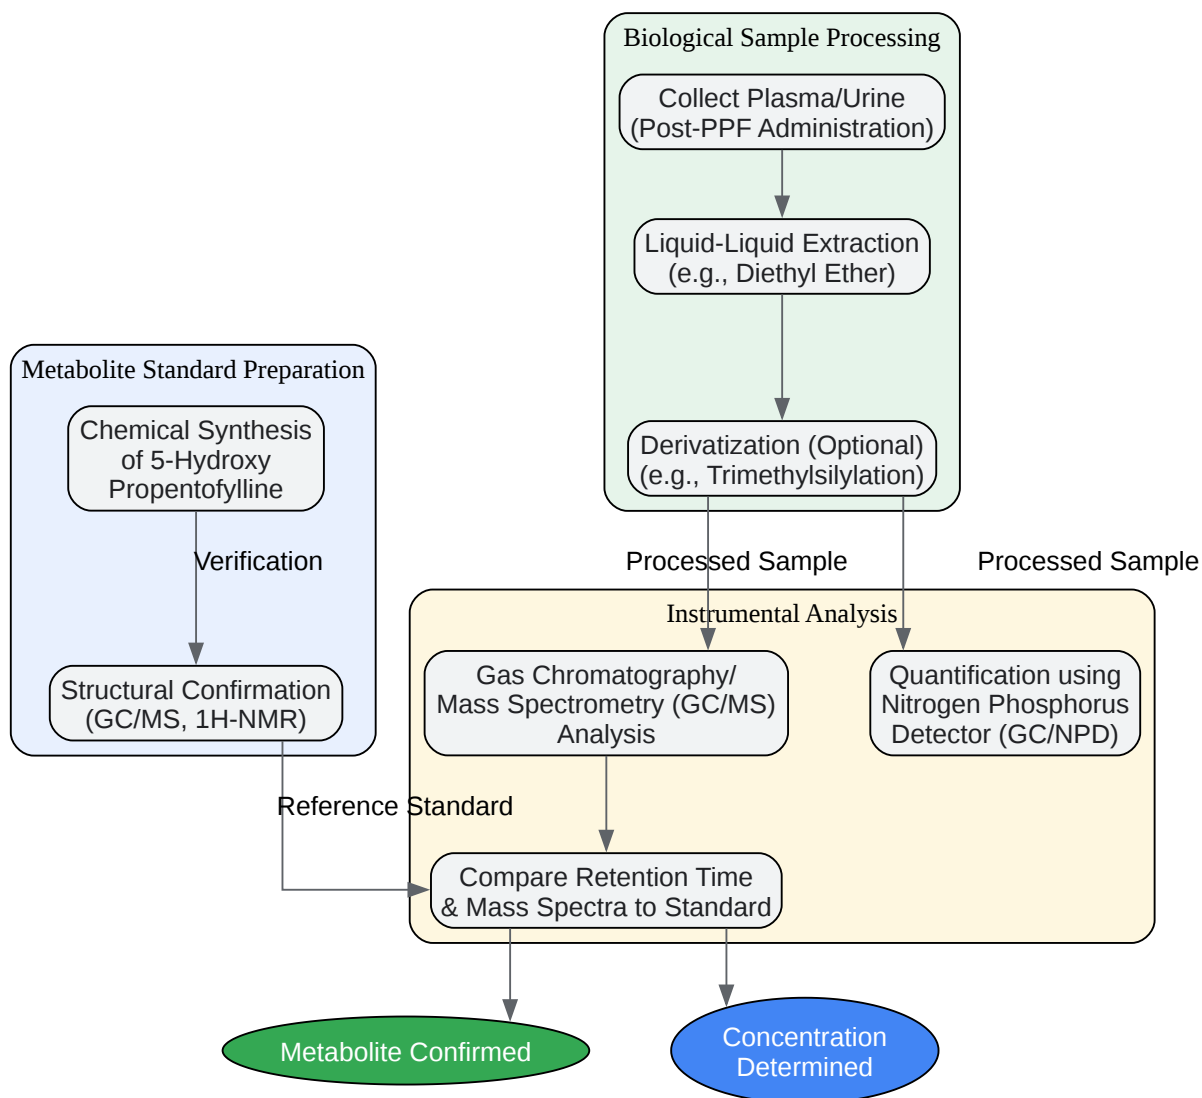 Biological Sample Processing
Collect Plasma/Urine
(Post-PPF Administration)
Liquid-Liquid Extraction
(e.g., Diethyl Ether)
Derivatization (Optional)
(e.g., Trimethylsilylation)
Metabolite Standard Preparation
Chemical Synthesis
of 5-Hydroxy
Propentofylline
Verification
Structural Confirmation
(GC/MS, 1H-NMR)
Reference Standard
Processed Sample
Processed Sample
Instrumental Analysis
Gas Chromatography/
Mass Spectrometry (GC/MS)
Analysis
Quantification using
Nitrogen Phosphorus
Detector (GC/NPD)
Compare Retention Time
& Mass Spectra to Standard
Metabolite Confirmed
Concentration
Determined